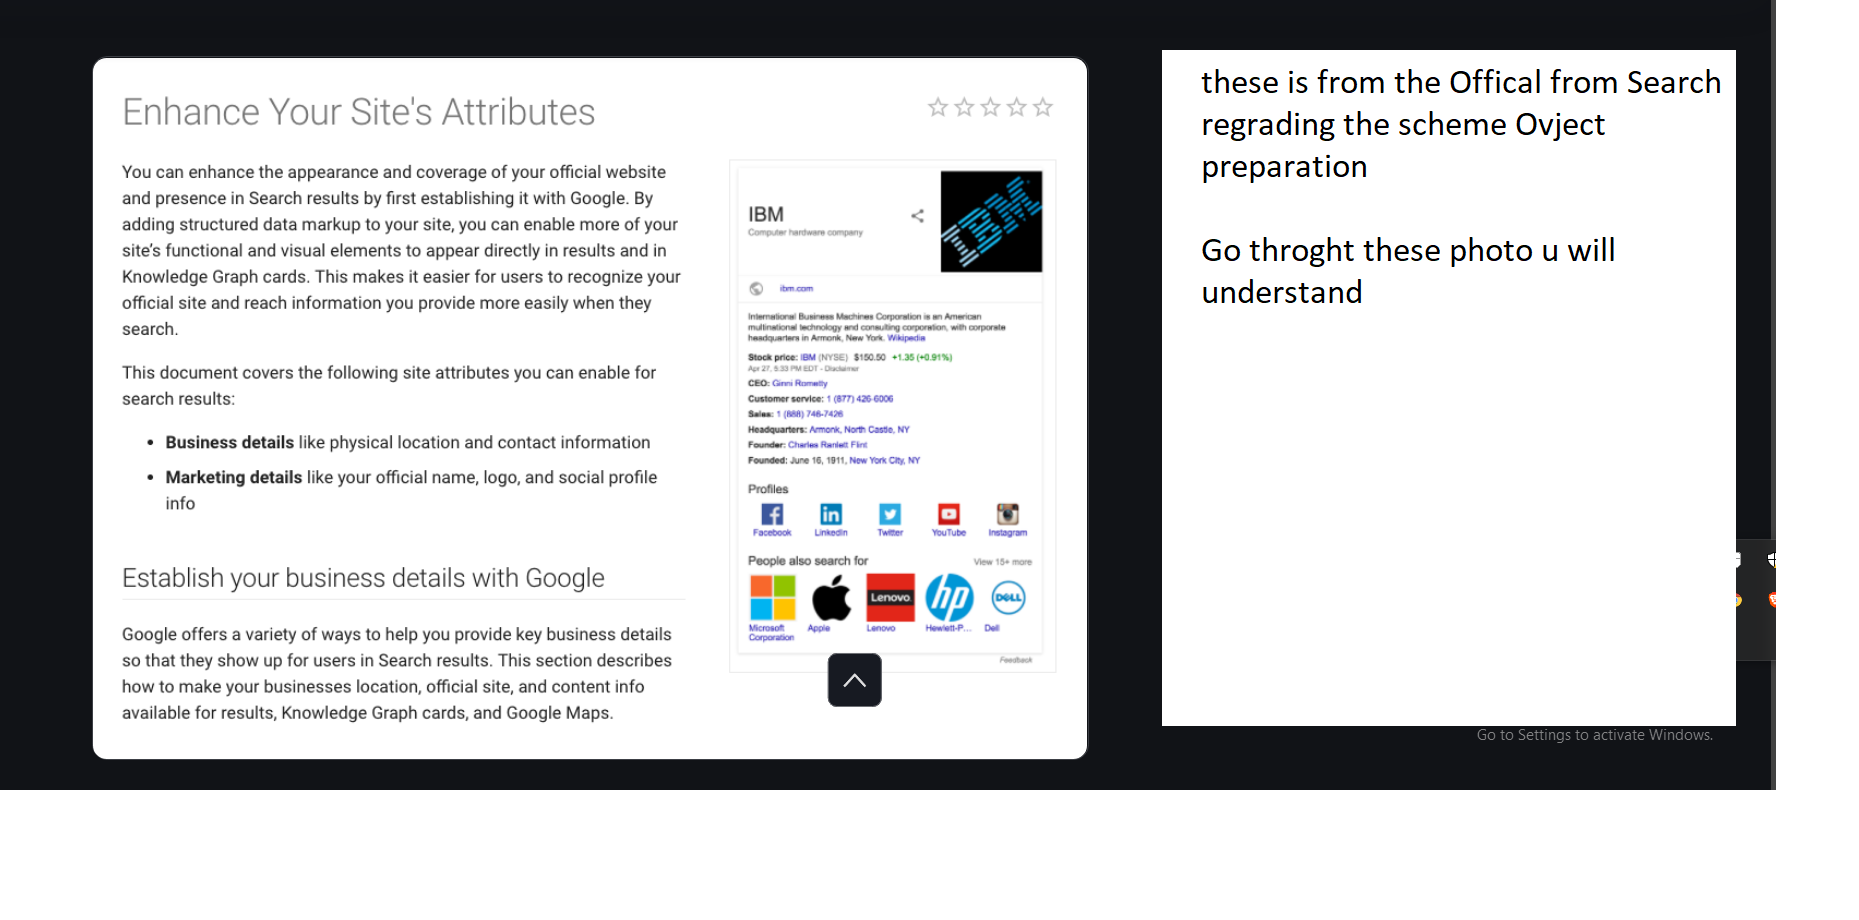 Enhance Your Site's Attributes
You can enhance the appearance and coverage of your official website
and presence in Search results by first establishing it with Google. By
adding structured data markup to your site, you can enable more of your
site's functional and visual elements to appear directly in results and in
Knowledge Graph cards. This makes it easier for users to recognize your
official site and reach information you provide more easily when they
search.
This document covers the following site attributes you can enable for
search results:
• Business details like physical location and contact information
• Marketing details like your official name, logo, and social profile
info
Establish your business details with Google
Google offers a variety of ways to help you provide key business details
so that they show up for users in Search results. This section describes
how to make your businesses location, official site, and content info
available for results, Knowledge Graph cards, and Google Maps.
IBM
Computer hardware company
IBM
ibm.com
International Business Machines Corporation is an American
multinational technology and consulting corporation, with corporate
headquarters in Armonk, New York. Wikipedia
Stock price: IBM (NYSE) $150.50 +1.35 (+0.91%)
Apr 27, 5:33 PM EDT - Disclaimer
CEO: Ginni Rometty
Customer service: 1 (877) 426-6006
Sales: 1 (888) 746-7426
Headquarters: Armonk, North Castle, NY
Founder: Charles Ranlett Flint
Founded: June 16, 1911, New York City, NY
Profiles
Facebook LinkedIn Twitter YouTube Instagram
People also search for View 15+ more
Lenovo hp DELL
Microsoft Corporation Apple Lenovo Hewlett-P... Dell
Feedback
these is from the Offical from Search
regrading the scheme Ovject
preparation
Go throght these photo u will
understand
Go to Settings to activate Windows.